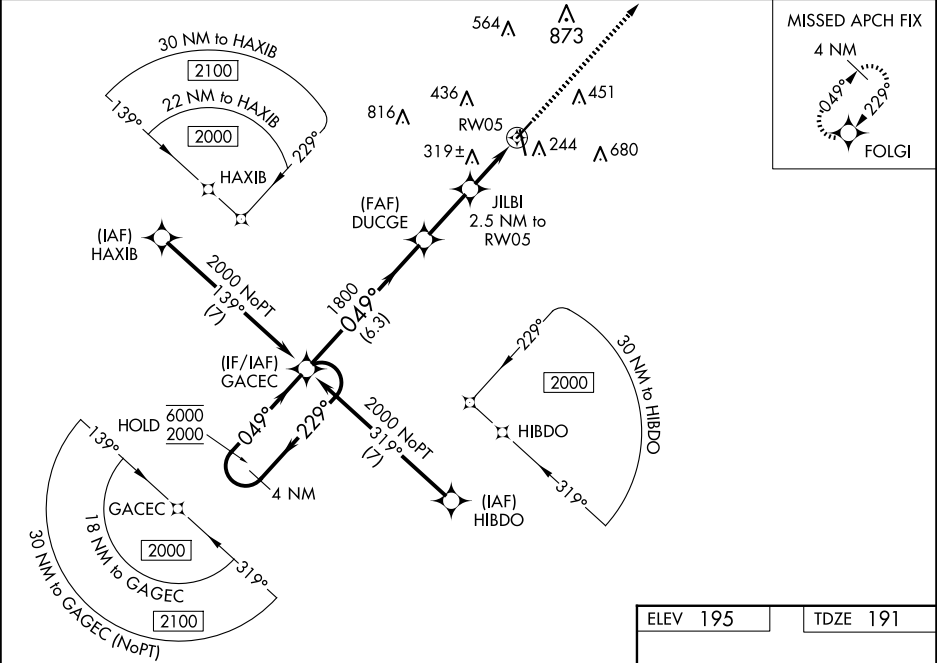 MISSED APCH FIX
4 NM
049°
229°
FOLGI
30 NM to HAXIB
2100
22 NM to HAXIB
2000
139°
229°
HAXIB
564
873
436
816
451
RW05
319±
244
680
(FAF)
DUCGE
JILBI
2.5 NM to
RW05
(IAF)
HAXIB
2000 NoPT
139°
(7)
1800
049°
(6.3)
(IF/IAF)
GACEC
HOLD
6000
2000
049°
229°
4 NM
2000 NoPT
319°
(7)
(IAF)
HIBDO
229°
30 NM to HIBDO
2000
HIBDO
319°
139°
GACEC
18 NM to GAGEC
2000
319°
30 NM to GAGEC (NoPT)
2100
ELEV 195
TDZE 191